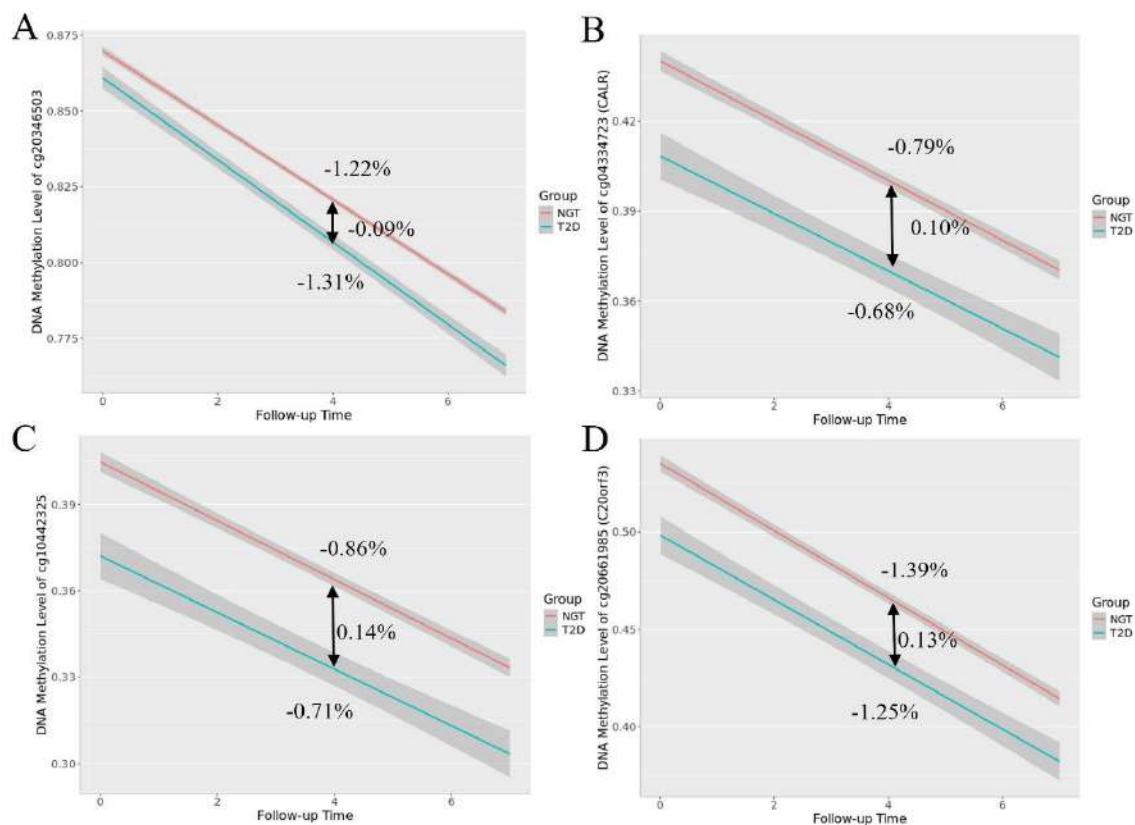 A
DNA Methylation Level of cg20346503
0.875
0.850
0.825
0.800
0.775
-1.22%
-0.09%
-1.31%
0
2
4
6
Follow-up Time
Group
NGT
T2D
B
DNA Methylation Level of cg04334723 (CALR)
0.42
0.39
0.36
0.33
-0.79%
0.10%
-0.68%
0
2
4
6
Follow-up Time
Group
NGT
T2D
C
DNA Methylation Level of cg10442325
0.39
0.36
0.33
0.30
-0.86%
0.14%
-0.71%
0
2
4
6
Follow-up Time
Group
NGT
T2D
D
DNA Methylation Level of cg20661985 (C20orf3)
0.50
0.45
0.40
-1.39%
0.13%
-1.25%
0
2
4
6
Follow-up Time
Group
NGT
T2D